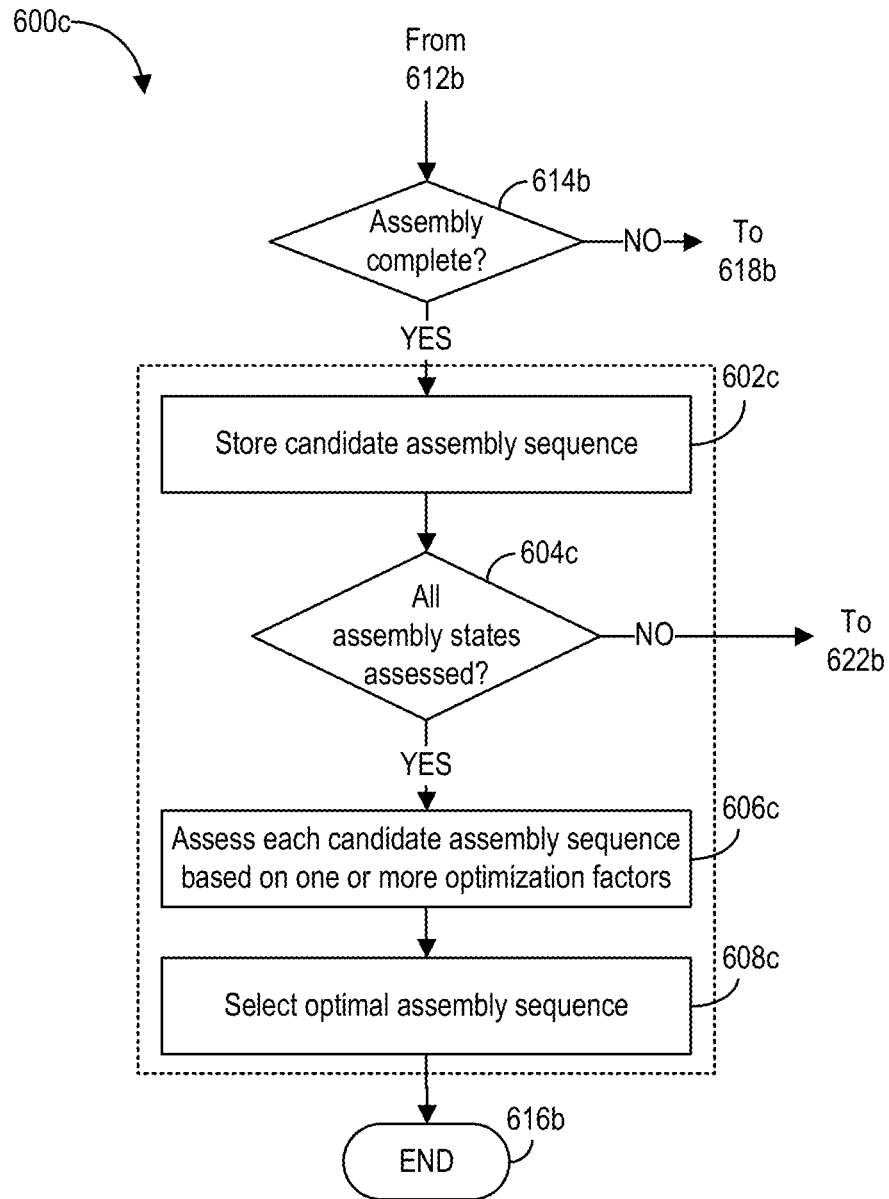 600c
From
612b
614b
Assembly
complete?
NO
To
618b
YES
602c
Store candidate assembly sequence
604c
All
assembly states
assessed?
NO
To
622b
YES
606c
Assess each candidate assembly sequence
based on one or more optimization factors
608c
Select optimal assembly sequence
616b
END